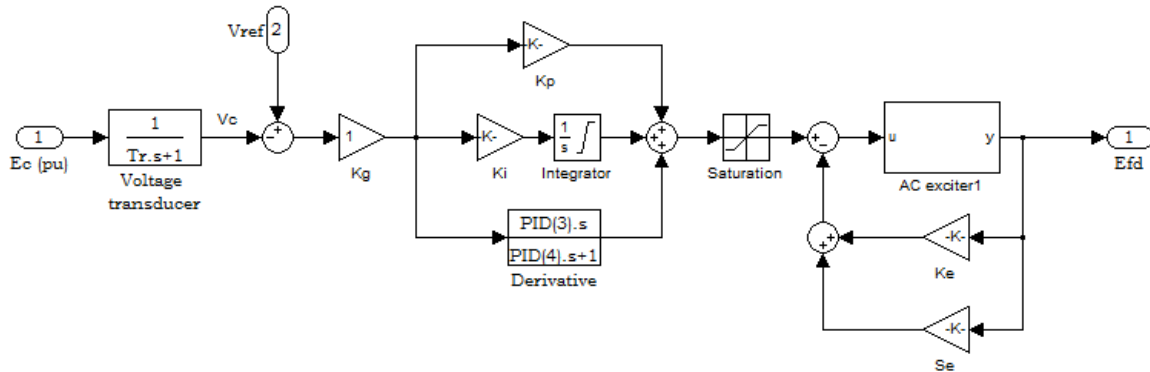 Vref
2
K-
Kp
1
Ec (pu)
1
Tr.s+1
Voltage
transducer
Vc
+
-
1
Kg
K-
Ki
1
s
Integrator
+
+
+
Saturation
+
-
u
y
AC exciter1
1
Efd
PID(3).s
PID(4).s+1
Derivative
+
+
-K-
Ke
-K-
Se